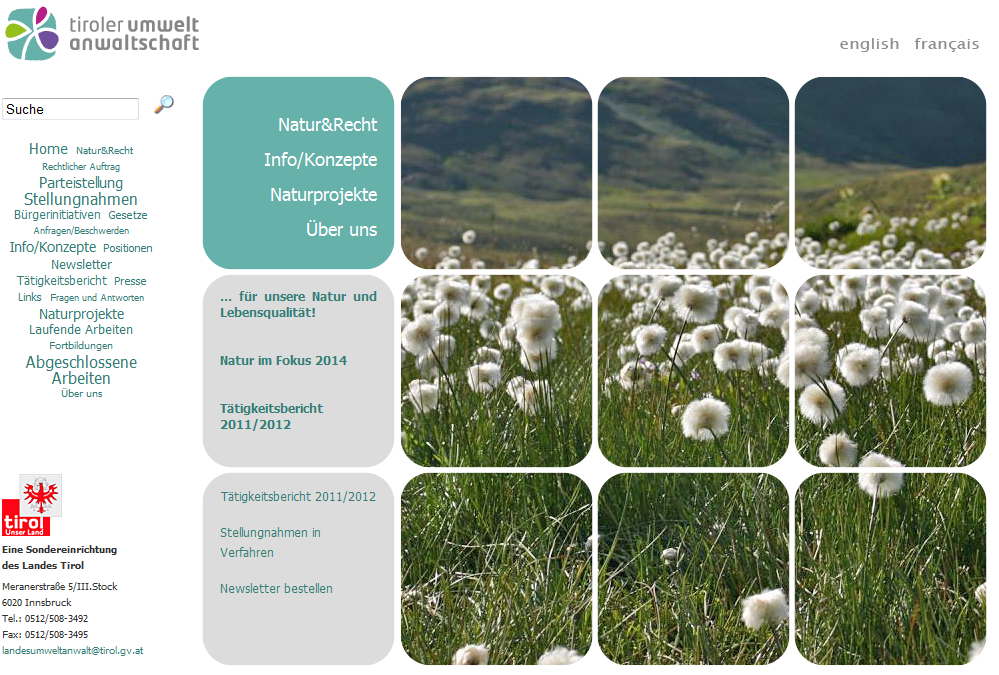 tiroler umwelt
anwaltschaft
english français
Suche
Home Natur&Recht
Rechtlicher Auftrag
Parteistellung
Stellungnahmen
Bürgerinitiativen Gesetze
Anfragen/Beschwerden
Info/Konzepte Positionen
Newsletter
Tätigkeitsbericht Presse
Links Fragen und Antworten
Naturprojekte
Laufende Arbeiten
Fortbildungen
Abgeschlossene
Arbeiten
Über uns
Natur&Recht
Info/Konzepte
Naturprojekte
Über uns
... für unsere Natur und
Lebensqualität!
Natur im Fokus 2014
Tätigkeitsbericht
2011/2012
Tätigkeitsbericht 2011/2012
Stellungnahmen in
Verfahren
Newsletter bestellen
tirol
Unser Land
Eine Sondereinrichtung
des Landes Tirol
Meranerstraße 5/III.Stock
6020 Innsbruck
Tel.: 0512/508-3492
Fax: 0512/508-3495
landesumweltanwalt@tirol.gv.at